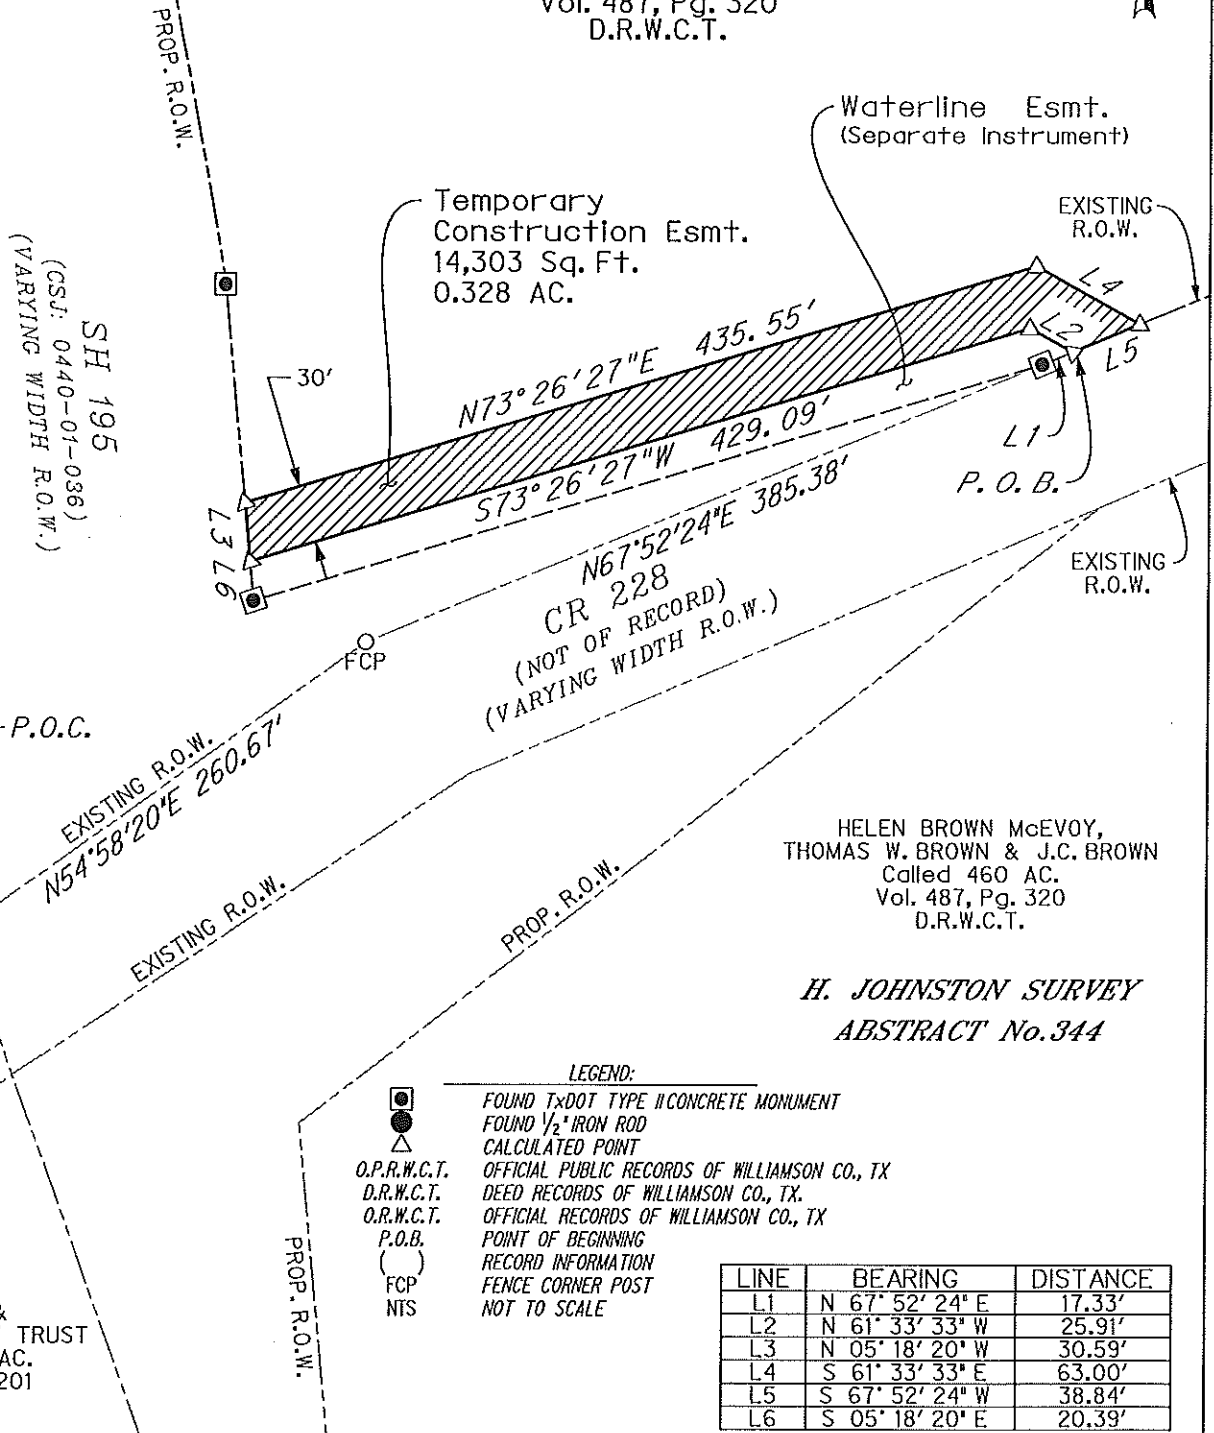 Vol. 487, Pg. 320
D.R.W.C.T.
PROP. R.O.W.
Waterline Esmt.
(Separate Instrument)
Temporary
Construction Esmt.
14,303 Sq. Ft.
0.328 AC.
EXISTING
R.O.W.
SH 195
(CSJ: 0440-01-036)
(VARYING WIDTH R.O.W.)
30'
N73°26'27"E 435.55'
L4
L2
L5
S73°26'27"W 429.09'
L1
P.O.B.
L3
L6
N67°52'24"E 385.38'
CR 228
(NOT OF RECORD)
(VARYING WIDTH R.O.W.)
EXISTING
R.O.W.
FCP
P.O.C.
EXISTING R.O.W.
N54°58'20"E 260.67'
EXISTING R.O.W.
PROP. R.O.W.
HELEN BROWN McEVOY,
THOMAS W. BROWN & J.C. BROWN
Called 460 AC.
Vol. 487, Pg. 320
D.R.W.C.T.
H. JOHNSTON SURVEY
ABSTRACT No.344
LEGEND:
FOUND TxDOT TYPE II CONCRETE MONUMENT
FOUND 1/2" IRON ROD
CALCULATED POINT
O.P.R.W.C.T. OFFICIAL PUBLIC RECORDS OF WILLIAMSON CO., TX
D.R.W.C.T. DEED RECORDS OF WILLIAMSON CO., TX.
O.R.W.C.T. OFFICIAL RECORDS OF WILLIAMSON CO., TX
P.O.B. POINT OF BEGINNING
( ) RECORD INFORMATION
FCP FENCE CORNER POST
NTS NOT TO SCALE
PROP. R.O.W.
&
TRUST
AC.
201
LINE BEARING DISTANCE
L1 N 67° 52' 24" E 17.33'
L2 N 61° 33' 33" W 25.91'
L3 N 05° 18' 20" W 30.59'
L4 S 61° 33' 33" E 63.00'
L5 S 67° 52' 24" W 38.84'
L6 S 05° 18' 20" E 20.39'